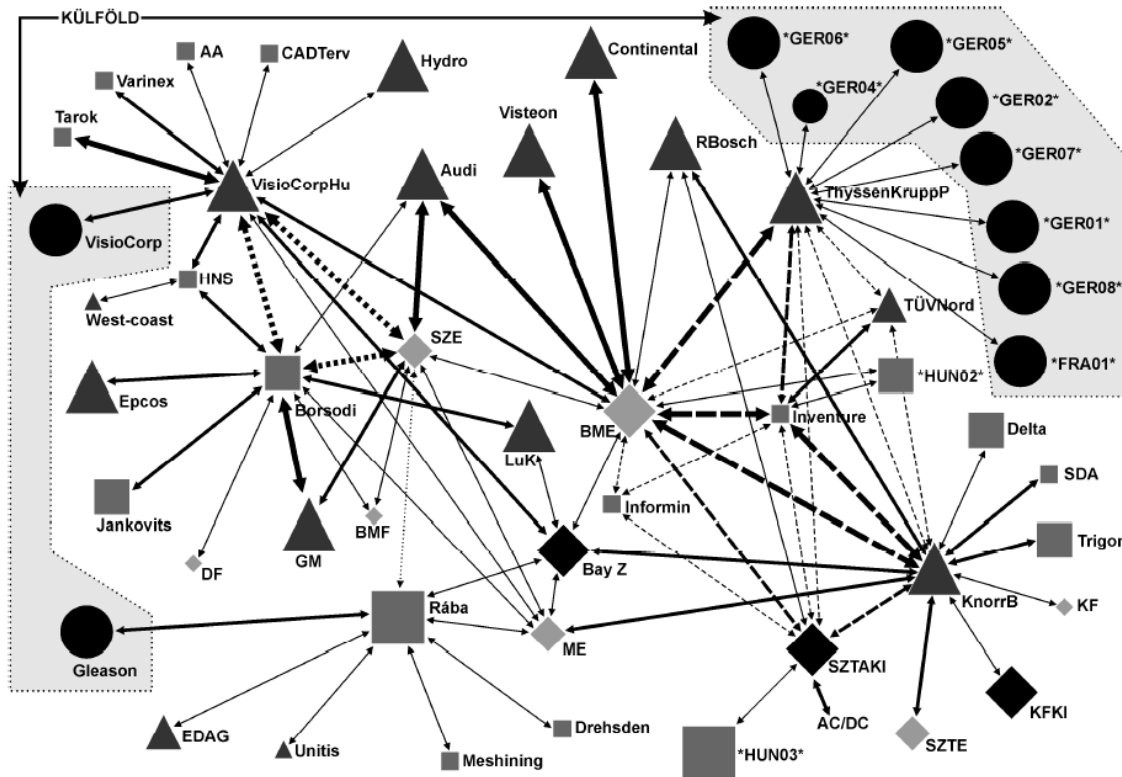 KÜLFÖLD
AA
CADTerv
Hydro
Continental
*GER06*
*GER05*
Varinex
*GER04*
*GER02*
Tarok
Visteon
RBosch
*GER07*
VisioCorpHu
Audi
ThyssenKruppP
VisioCorp
*GER01*
HNS
*GER08*
West-coast
TÜVNord
SZE
*FRA01*
*HUN02*
Epcos
Borsodi
BME
Inventure
Delta
LuK
SDA
Jankovits
Informin
BMF
GM
Trigon
DF
Bay Z
KnorrB
Rába
KF
Gleason
ME
SZTAKI
KFKI
AC/DC
Drehsden
EDAG
Unitis
SZTE
Meshining
*HUN03*